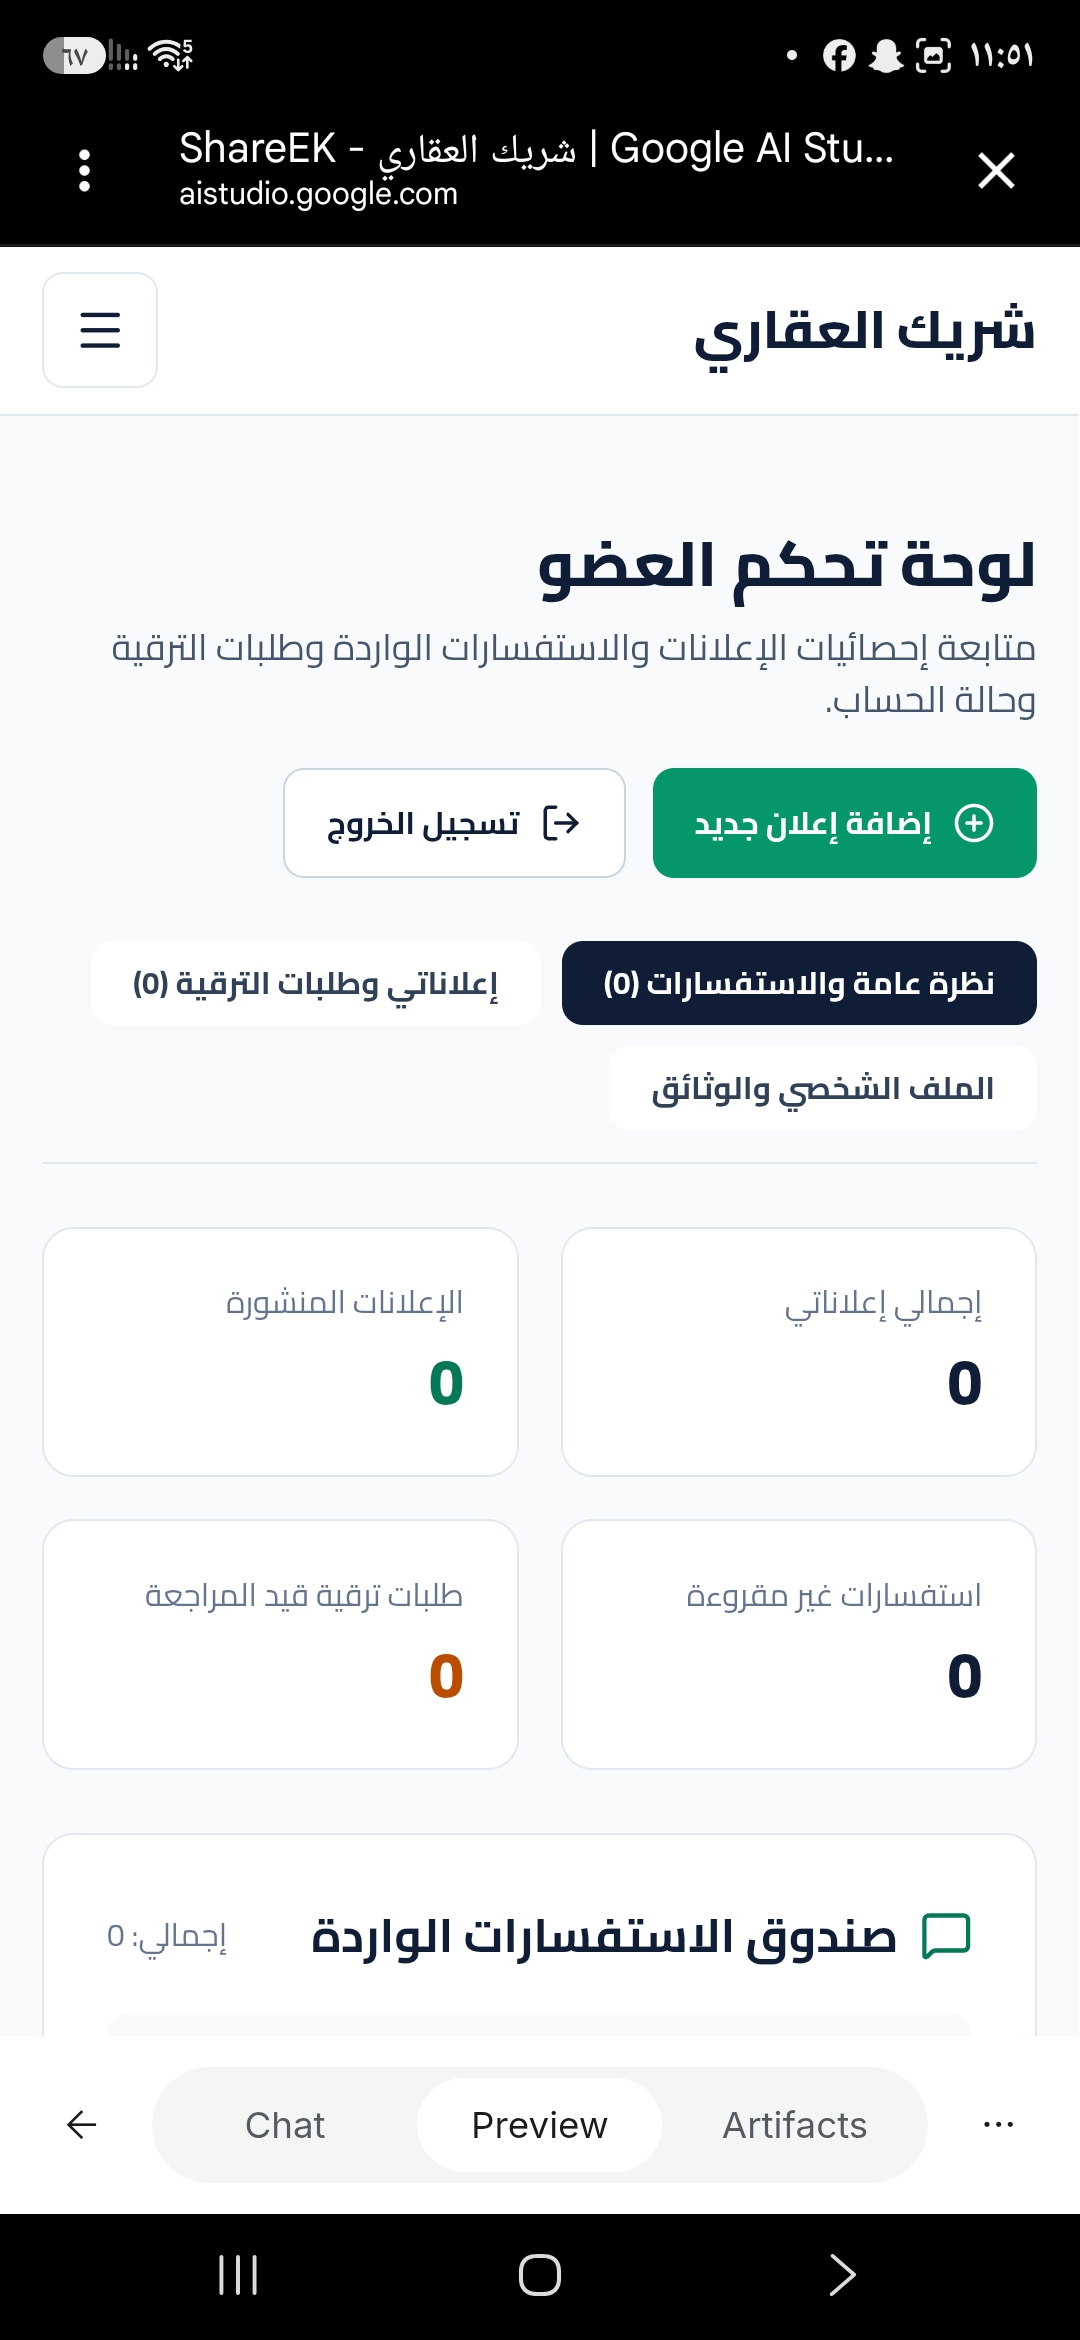 ١١:٥١
٦٧
5
ShareEK - شريك العقاري | Google AI Stu...
aistudio.google.com
شريك العقاري
لوحة تحكم العضو
متابعة إحصائيات الإعلانات والاستفسارات الواردة وطلبات الترقية
وحالة الحساب.
إضافة إعلان جديد
تسجيل الخروج
نظرة عامة والاستفسارات (0)
إعلاناتي وطلبات الترقية (0)
الملف الشخصي والوثائق
إجمالي إعلاناتي
0
الإعلانات المنشورة
0
استفسارات غير مقروءة
0
طلبات ترقية قيد المراجعة
0
صندوق الاستفسارات الواردة
إجمالي: 0
Chat
Preview
Artifacts